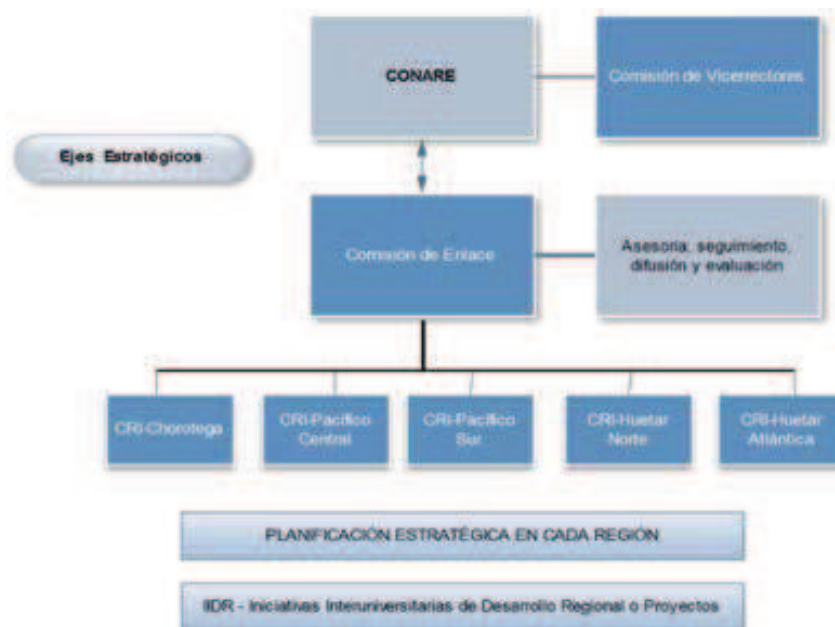 CONARE
Comisión de Vicerrectores
Ejes Estratégicos
Comisión de Enlace
Asesoría, seguimiento,
difusión y evaluación
CRI-Chorotega
CRI-Pacífico
Central
CRI-Pacífico
Sur
CRI-Huetar
Norte
CRI-Huetar
Atlántica
PLANIFICACIÓN ESTRATÉGICA EN CADA REGIÓN
IIDR - Iniciativas Interuniversitarias de Desarrollo Regional o Proyectos